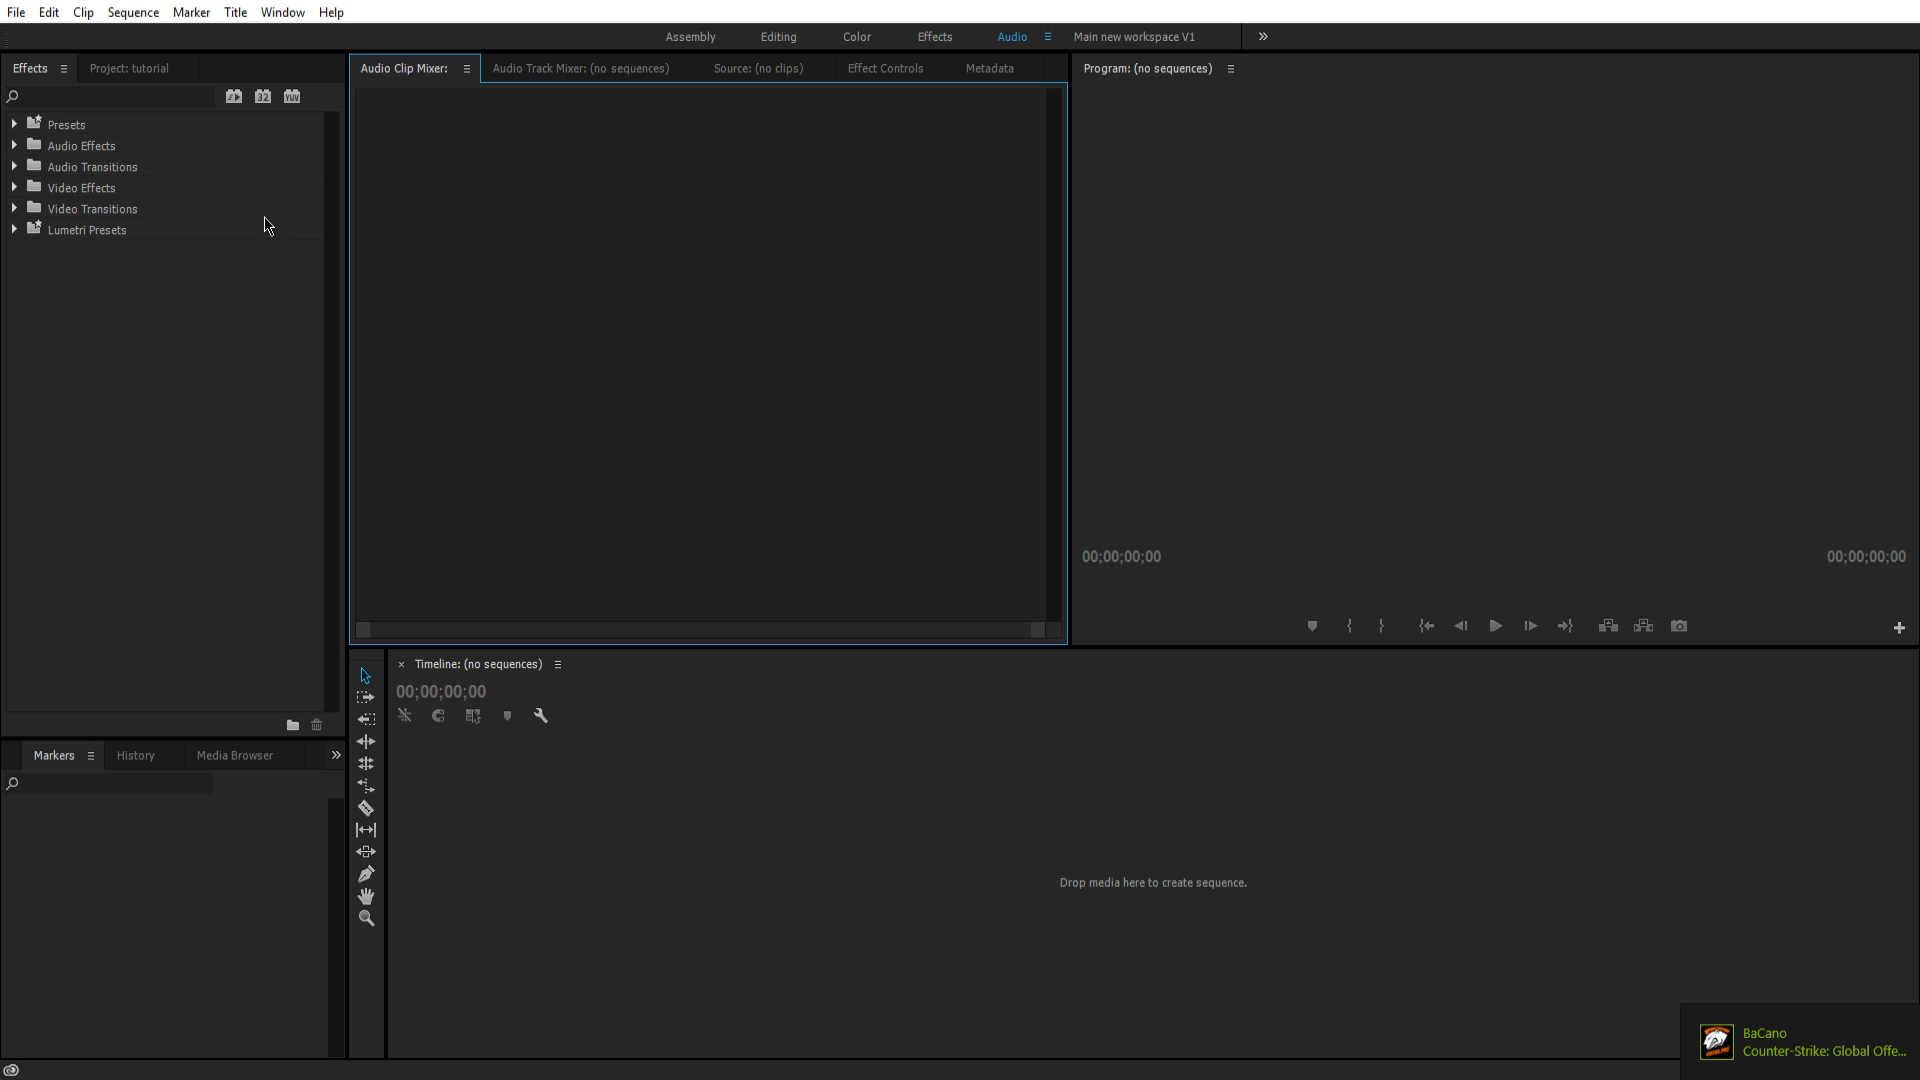 File Edit Clip Sequence Marker Title Window Help
Assembly Editing Color Effects Audio Main new workspace V1
Effects Project: tutorial
Audio Clip Mixer: Audio Track Mixer: (no sequences) Source: (no clips) Effect Controls Metadata
Program: (no sequences)
32 YUV
Presets
Audio Effects
Audio Transitions
Video Effects
Video Transitions
Lumetri Presets
00;00;00;00 00;00;00;00
Timeline: (no sequences)
00;00;00;00
Markers History Media Browser
Drop media here to create sequence.
BaCano
Counter-Strike: Global Offe...